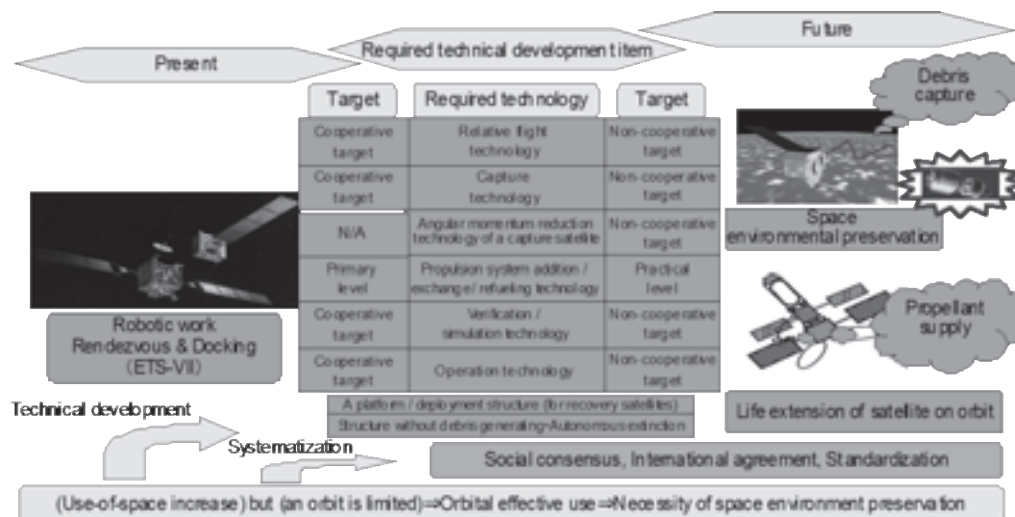 Present
Required technical development item
Future
Target
Required technology
Target
Cooperative
target
Relative flight
technology
Non-cooperative
target
Cooperative
target
Capture
technology
Non-cooperative
target
N/A
Angular momentum reduction
technology of a capture satellite
Non-cooperative
target
Primary
level
Propulsion system addition /
exchange / refueling technology
Practical
level
Cooperative
target
Verification /
simulation technology
Non-cooperative
target
Cooperative
target
Operation technology
Non-cooperative
target
A platform / deployment structure (for recovery satellites)
Structure without debris generating・Autonomous extinction
Robotic work
Rendezvous & Docking
(ETS-VII)
Debris
capture
Space
environmental preservation
Propellant
supply
Life extension of satellite on orbit
Technical development
Systematization
Social consensus, International agreement, Standardization
(Use-of-space increase) but (an orbit is limited)⇒Orbital effective use⇒Necessity of space environment preservation